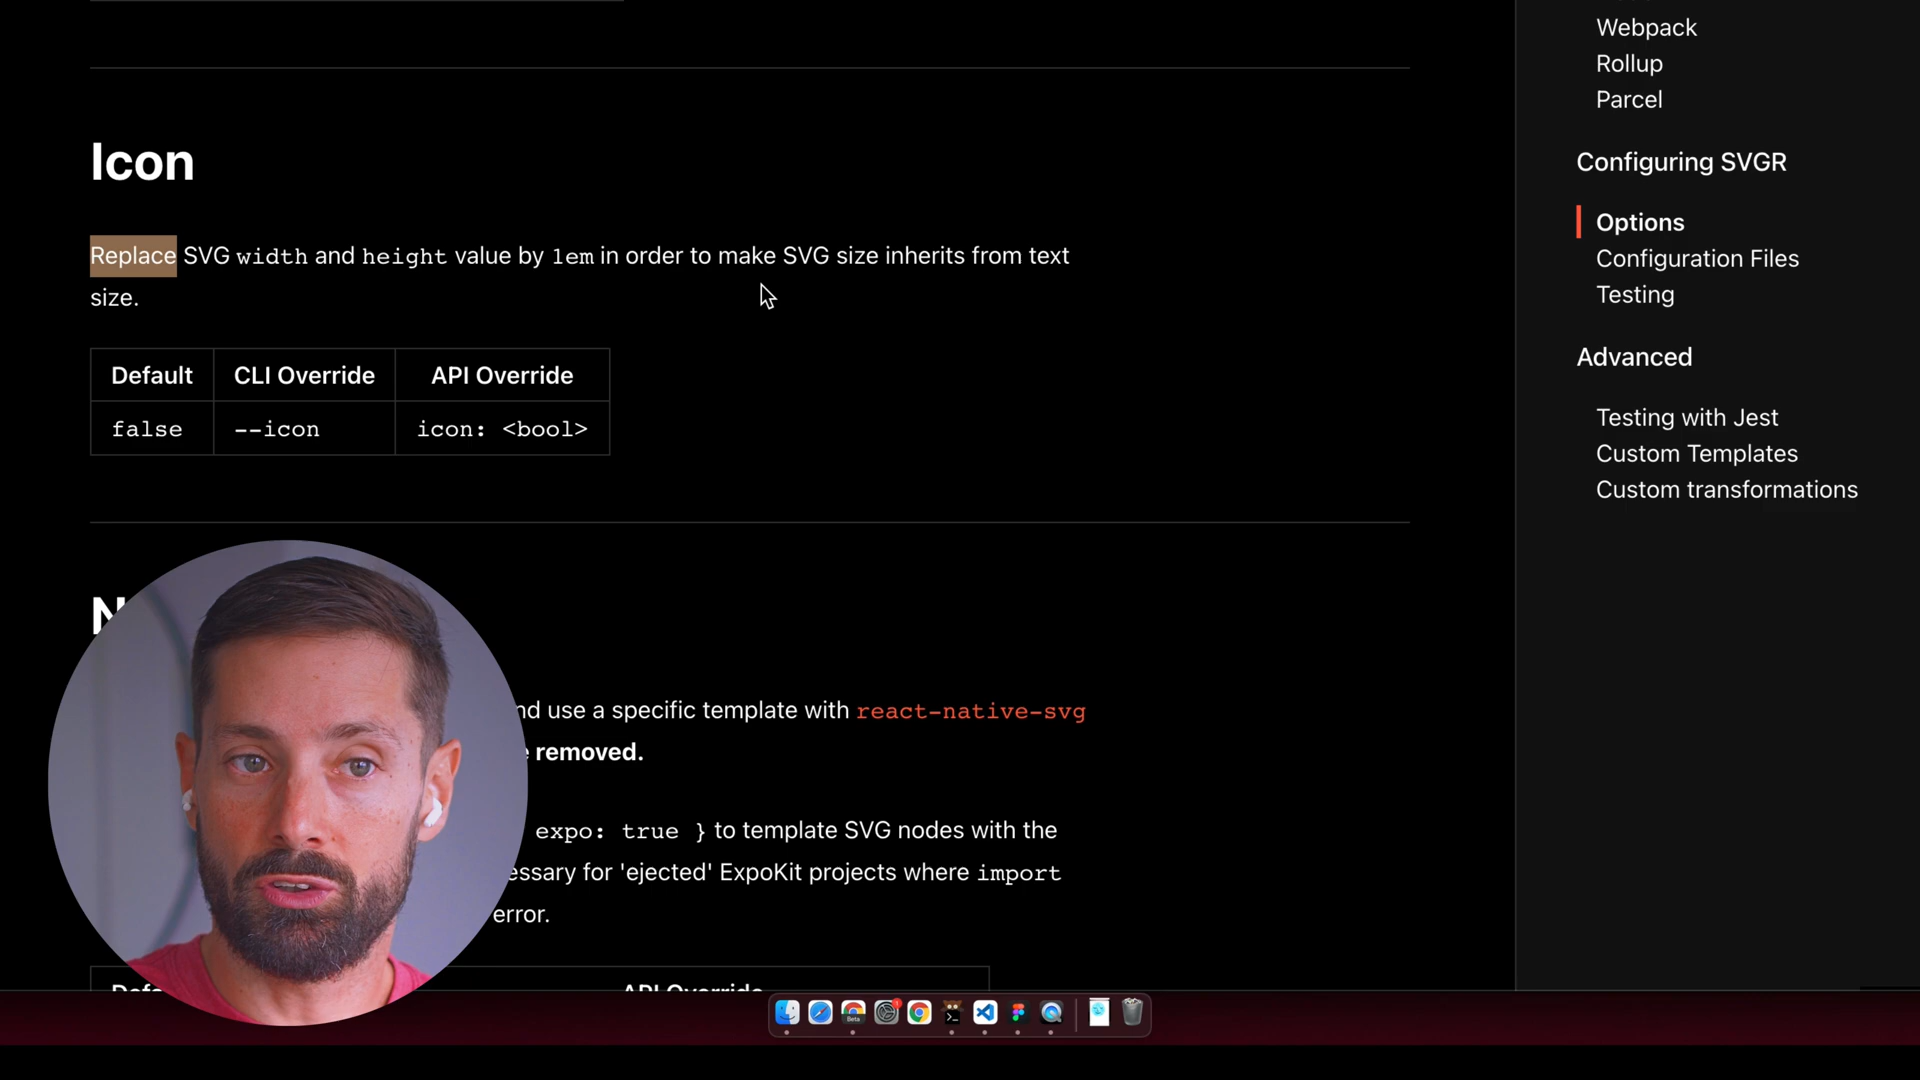 Webpack
Rollup
Parcel
Configuring SVGR
Options
Configuration Files
Testing
Advanced
Testing with Jest
Custom Templates
Custom transformations
Icon
Replace SVG width and height value by 1em in order to make SVG size inherits from text
size.
Default CLI Override API Override
false --icon icon: <bool>
use a specific template with react-native-svg
removed.
expo: true } to template SVG nodes with the
for 'ejected' ExpoKit projects where import
error.
API Override
Beta